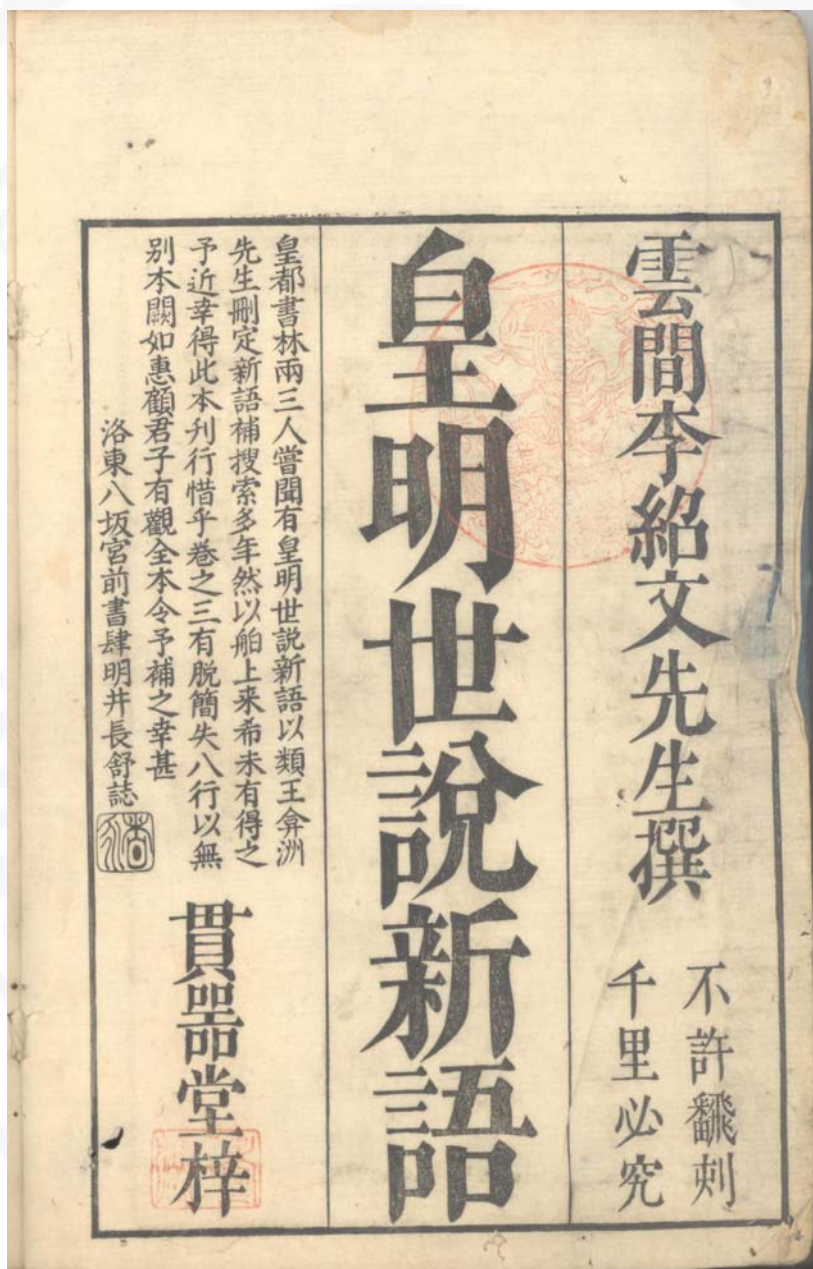 雲間李紹文先生撰
不許飜刻
千里必究
皇明世說新語
皇都書林兩三人嘗聞有皇明世說新語以類王弇洲
先生刪定新語補搜索多年然以舶上来希未有得之
予近幸得此本刊行惜乎卷之三有脱簡失八行以無
別本闕如惠顧君子有觀全本令予補之幸甚
洛東八坂宮前書肆明井長舒誌
貫器堂梓